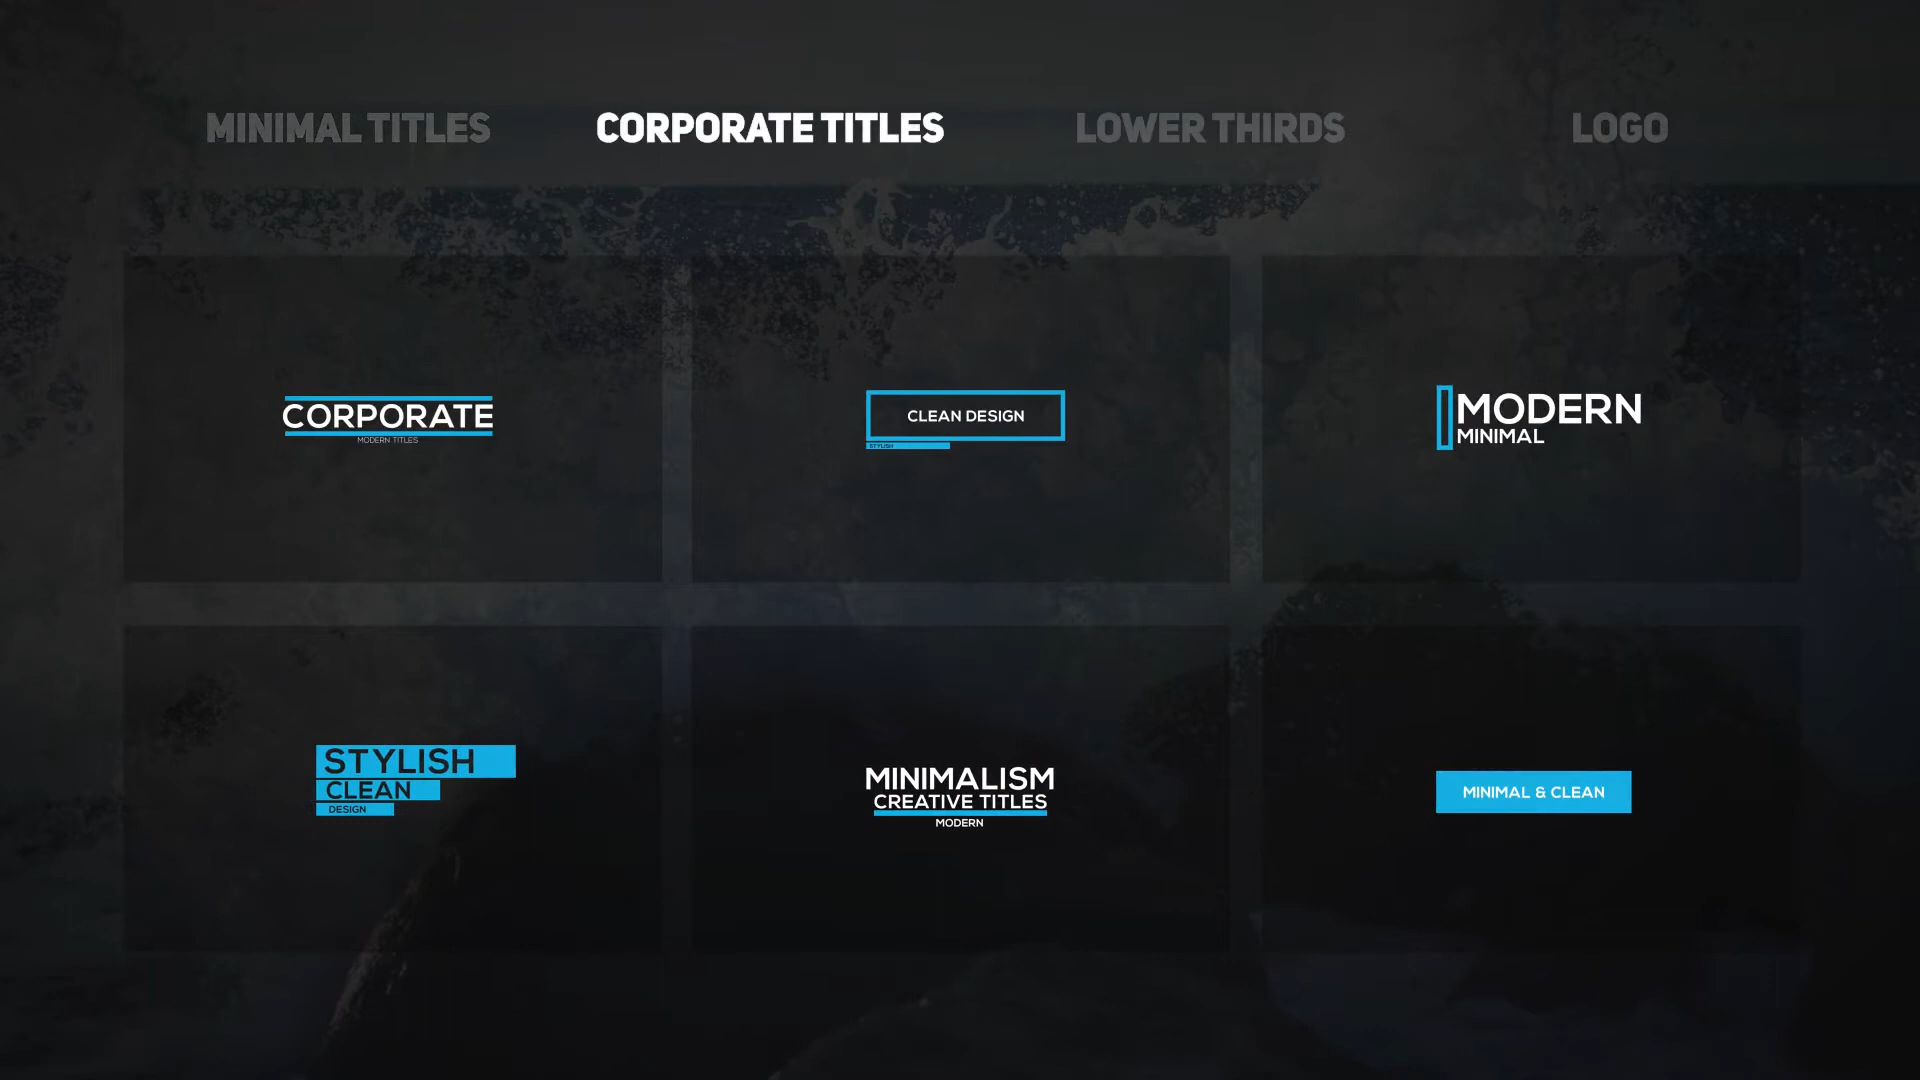 MINIMAL TITLES
CORPORATE TITLES
LOWER THIRDS
LOGO
CORPORATE
MODERN TITLES
CLEAN DESIGN
STYLISH
MODERN
MINIMAL
STYLISH
CLEAN
DESIGN
MINIMALISM
CREATIVE TITLES
MODERN
MINIMAL & CLEAN